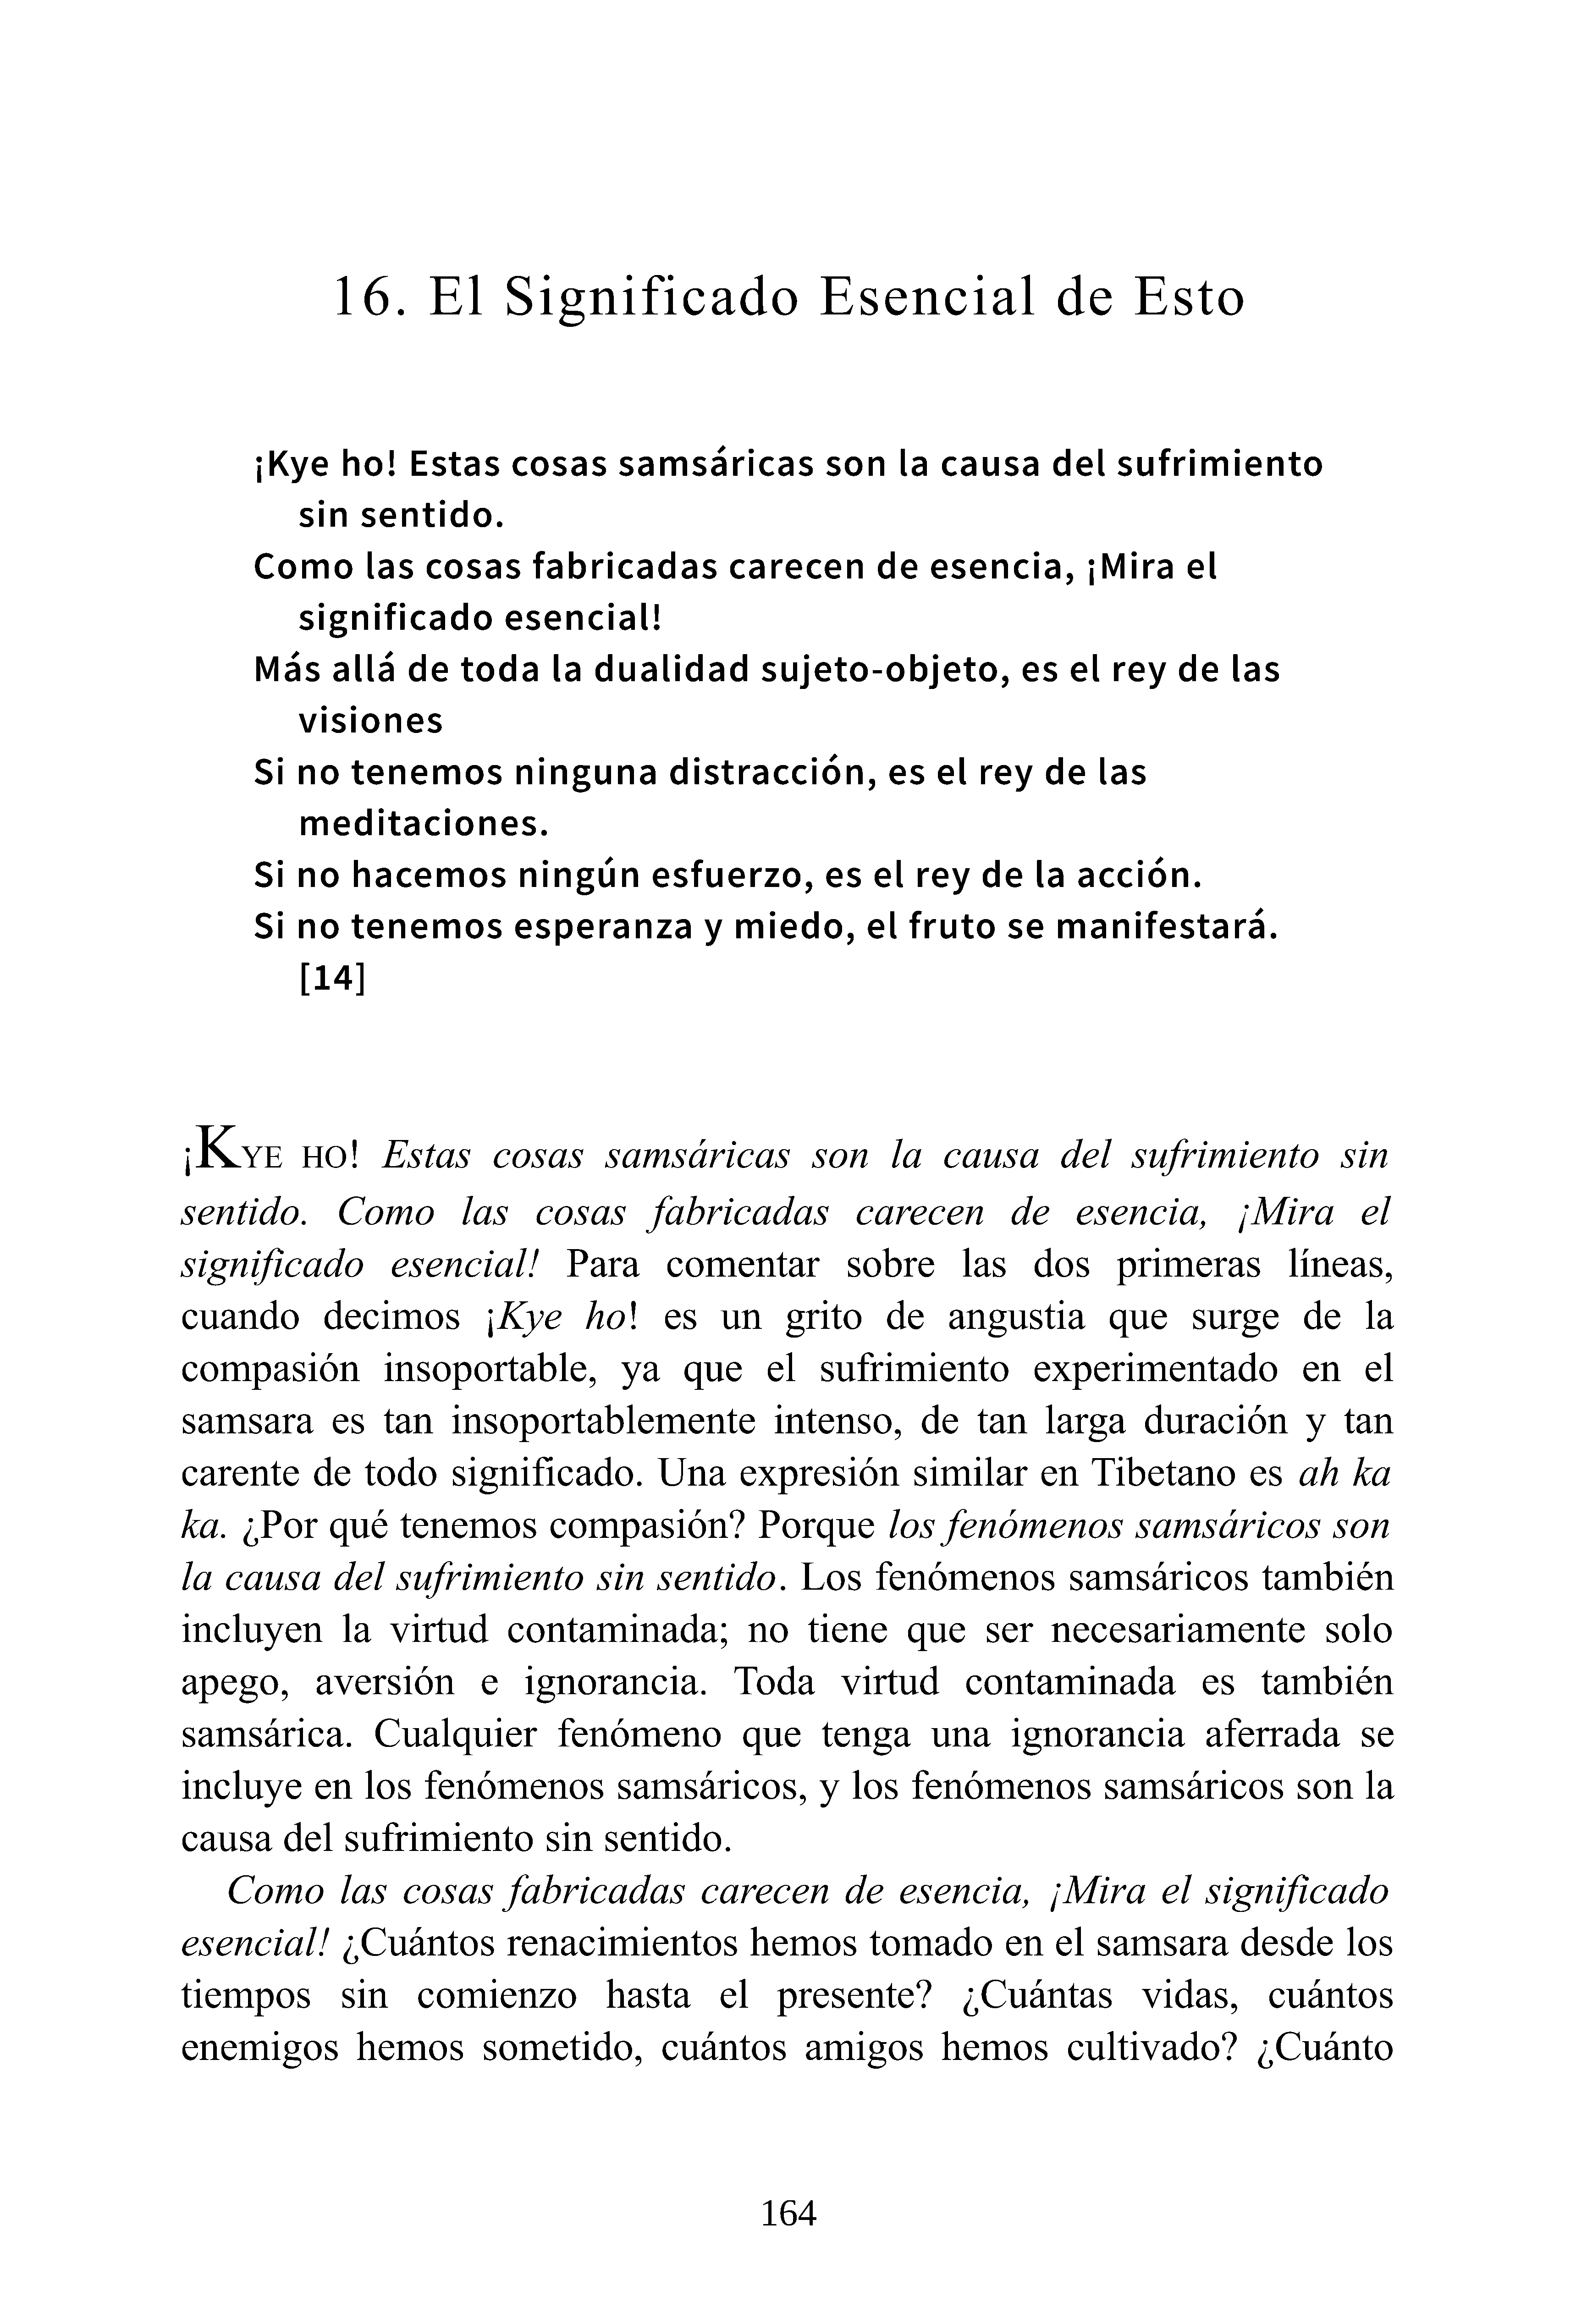 16. El Significado Esencial de Esto
¡Kye ho! Estas cosas samsáricas son la causa del sufrimiento
sin sentido.
Como las cosas fabricadas carecen de esencia, ¡Mira el
significado esencial!
Más allá de toda la dualidad sujeto-objeto, es el rey de las
visiones
Si no tenemos ninguna distracción, es el rey de las
meditaciones.
Si no hacemos ningún esfuerzo, es el rey de la acción.
Si no tenemos esperanza y miedo, el fruto se manifestará.
[14]
¡KYE HO! Estas cosas samsáricas son la causa del sufrimiento sin
sentido. Como las cosas fabricadas carecen de esencia, ¡Mira el
significado esencial! Para comentar sobre las dos primeras líneas,
cuando decimos ¡Kye ho! es un grito de angustia que surge de la
compasión insoportable, ya que el sufrimiento experimentado en el
samsara es tan insoportablemente intenso, de tan larga duración y tan
carente de todo significado. Una expresión similar en Tibetano es ah ka
ka. ¿Por qué tenemos compasión? Porque los fenómenos samsáricos son
la causa del sufrimiento sin sentido. Los fenómenos samsáricos también
incluyen la virtud contaminada; no tiene que ser necesariamente solo
apego, aversión e ignorancia. Toda virtud contaminada es también
samsárica. Cualquier fenómeno que tenga una ignorancia aferrada se
incluye en los fenómenos samsáricos, y los fenómenos samsáricos son la
causa del sufrimiento sin sentido.
Como las cosas fabricadas carecen de esencia, ¡Mira el significado
esencial! ¿Cuántos renacimientos hemos tomado en el samsara desde los
tiempos sin comienzo hasta el presente? ¿Cuántas vidas, cuántos
enemigos hemos sometido, cuántos amigos hemos cultivado? ¿Cuánto
164